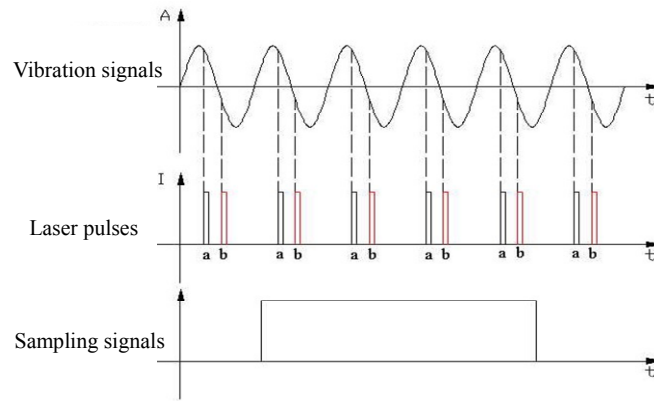 A
Vibration signals
t
I
Laser pulses
a b a b a b a b a b a b
t
Sampling signals
t